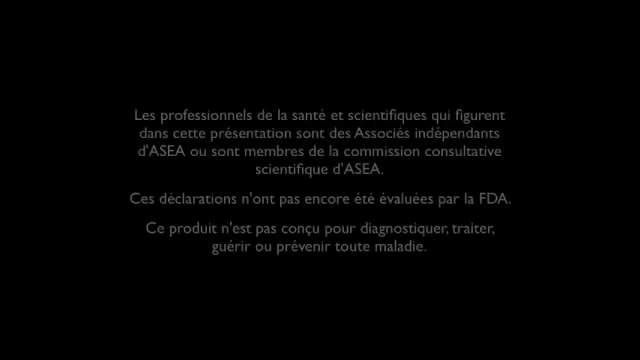 Les professionnels de la santé et scientifiques qui figurent
dans cette présentation sont des Associés indépendants
d'ASEA ou sont membres de la commission consultative
scientifique d'ASEA.
Ces déclarations n'ont pas encore été évaluées par la FDA.
Ce produit n'est pas conçu pour diagnostiquer, traiter,
guérir ou prévenir toute maladie.